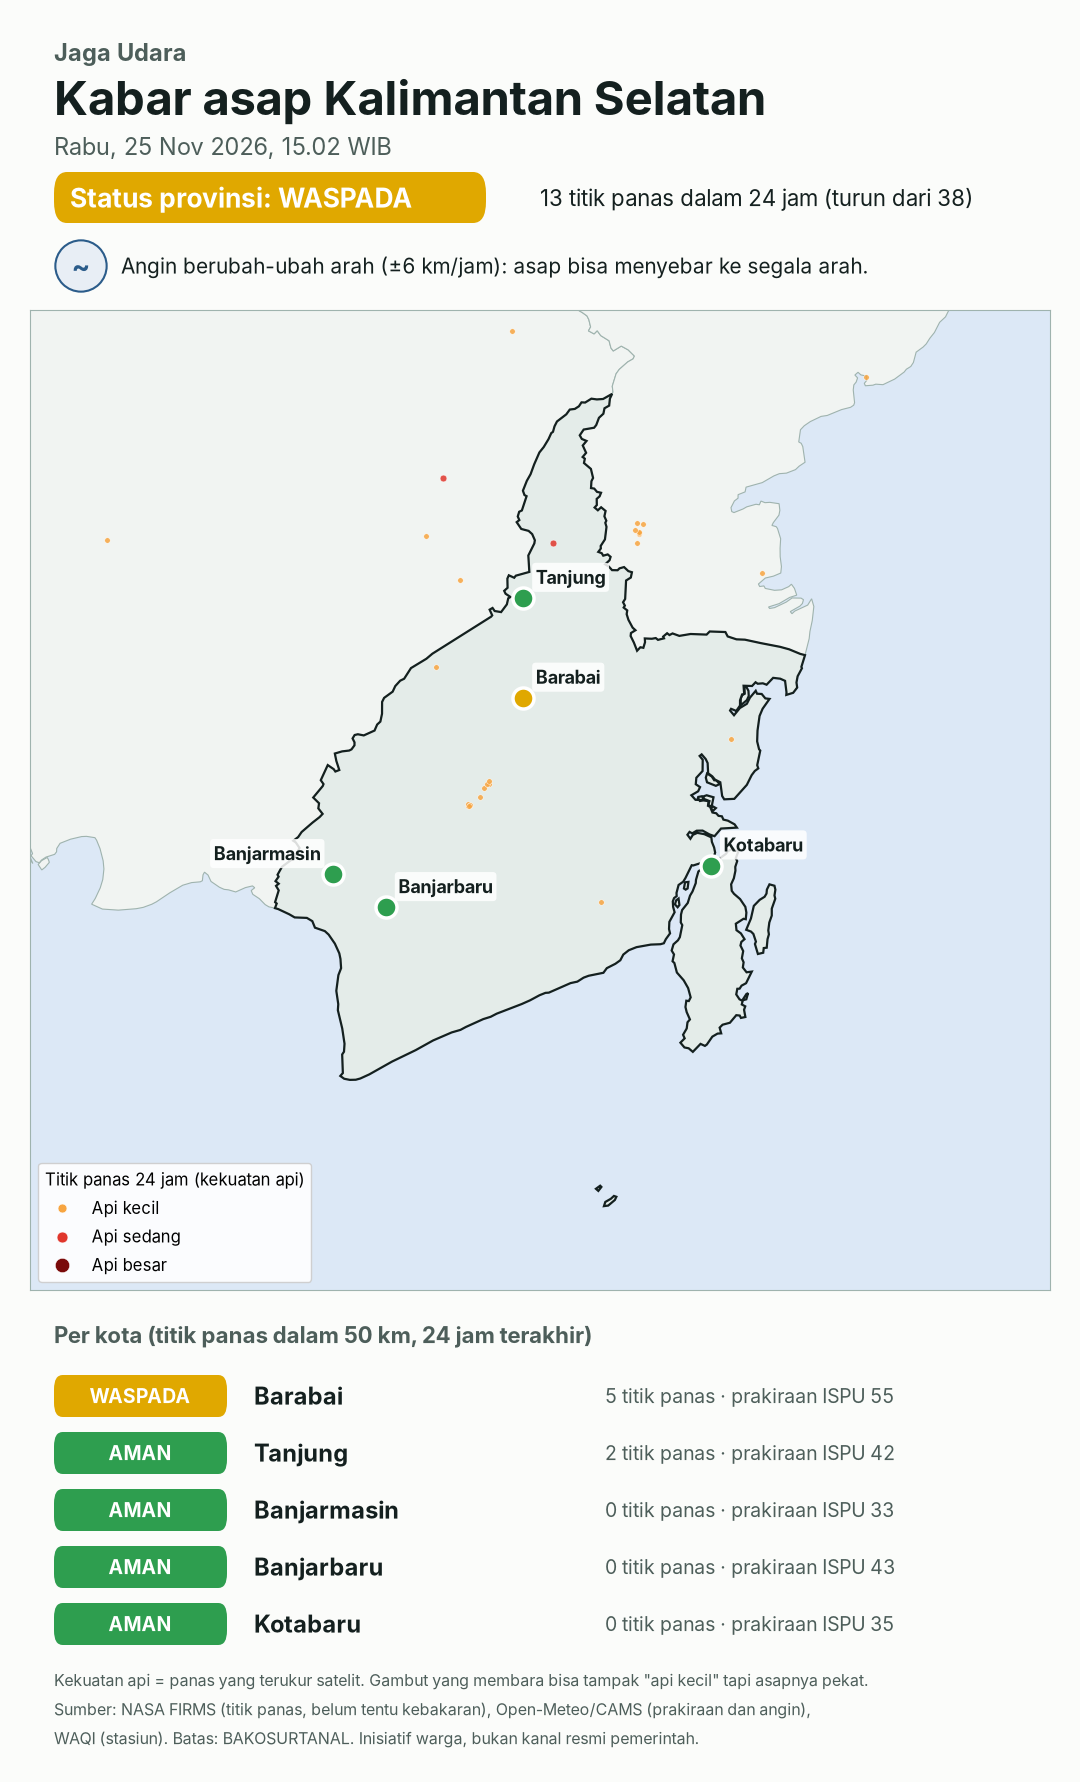 Jaga Udara
Kabar asap Kalimantan Selatan
Rabu, 25 Nov 2026, 15.02 WIB
Status provinsi: WASPADA
13 titik panas dalam 24 jam (turun dari 38)
~
Angin berubah-ubah arah (±6 km/jam): asap bisa menyebar ke segala arah.
Tanjung
Barabai
Kotabaru
Banjarmasin
Banjarbaru
Titik panas 24 jam (kekuatan api)
Api kecil
Api sedang
Api besar
Per kota (titik panas dalam 50 km, 24 jam terakhir)
WASPADA Barabai 5 titik panas · prakiraan ISPU 55
AMAN Tanjung 2 titik panas · prakiraan ISPU 42
AMAN Banjarmasin 0 titik panas · prakiraan ISPU 33
AMAN Banjarbaru 0 titik panas · prakiraan ISPU 43
AMAN Kotabaru 0 titik panas · prakiraan ISPU 35
Kekuatan api = panas yang terukur satelit. Gambut yang membara bisa tampak "api kecil" tapi asapnya pekat.
Sumber: NASA FIRMS (titik panas, belum tentu kebakaran), Open-Meteo/CAMS (prakiraan dan angin),
WAQI (stasiun). Batas: BAKOSURTANAL. Inisiatif warga, bukan kanal resmi pemerintah.